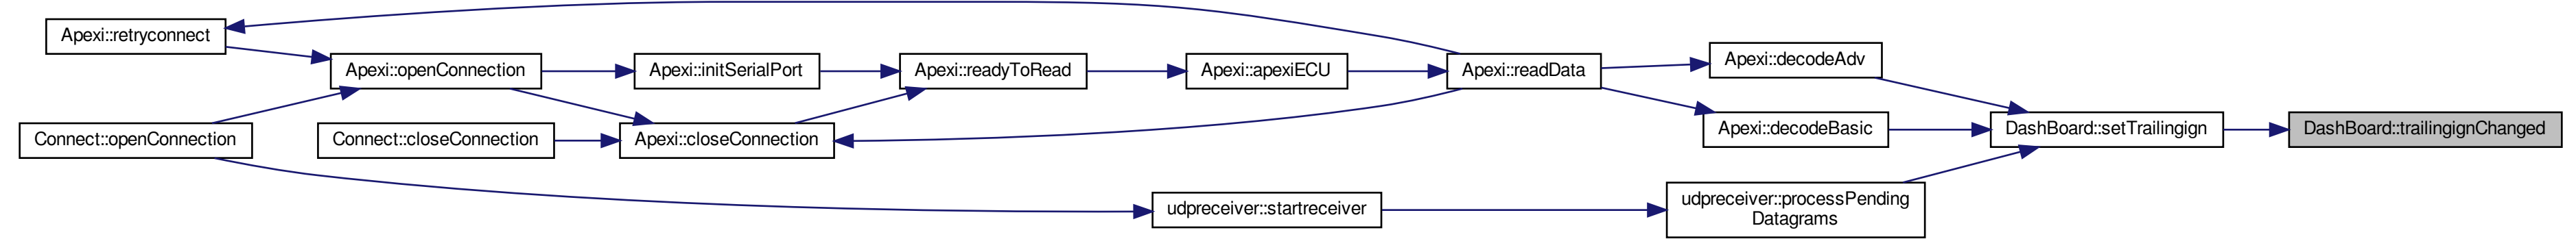 Apexi::retryconnect
Apexi::openConnection
Apexi::initSerialPort
Apexi::readyToRead
Apexi::apexiECU
Apexi::readData
Apexi::decodeAdv
Connect::openConnection
Connect::closeConnection
Apexi::closeConnection
Apexi::decodeBasic
DashBoard::setTrailingign
DashBoard::trailingignChanged
udpreceiver::startreceiver
udpreceiver::processPending
Datagrams